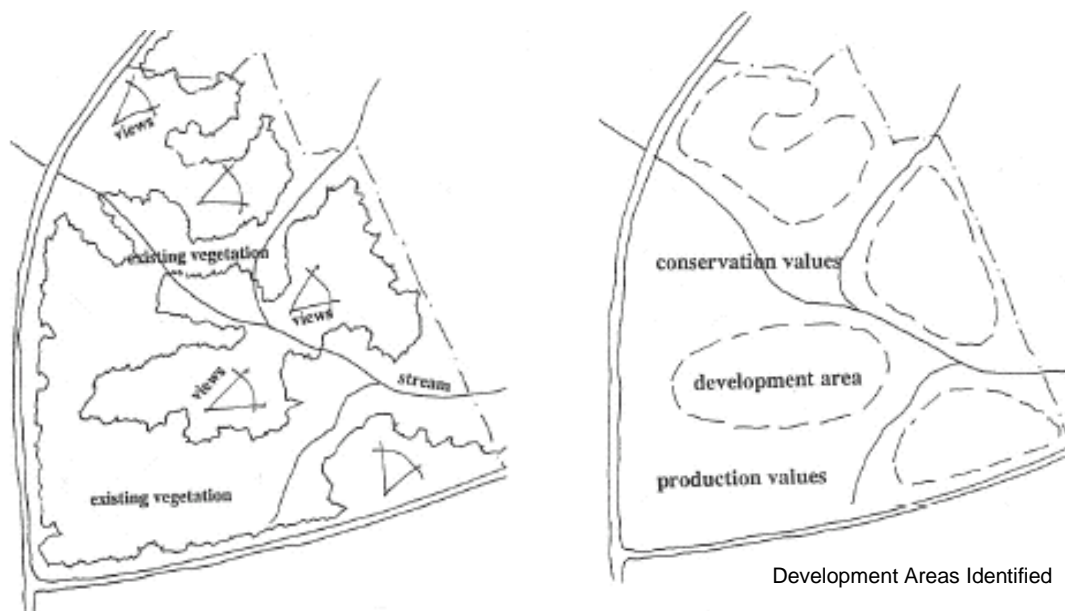 views
existing vegetation
views
views
stream
existing vegetation
conservation values
development area
production values
Development Areas Identified